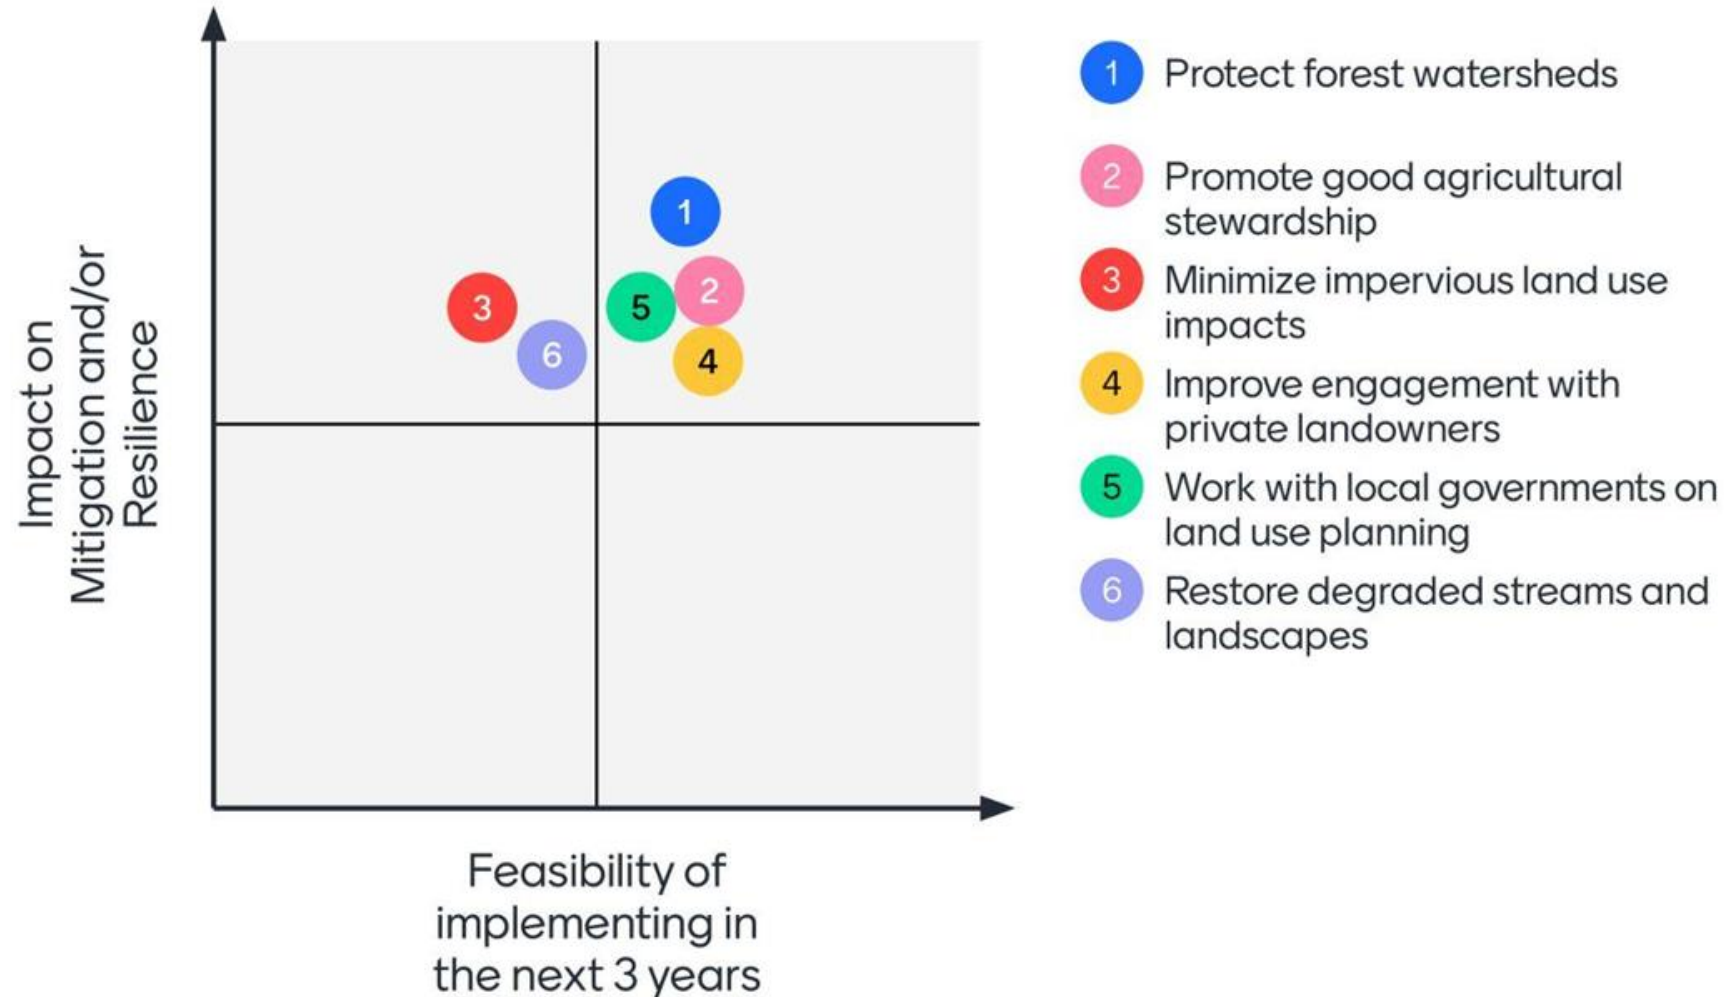 Impact on
Mitigation and/or
Resilience
1
2
3
5
6
4
Feasibility of
implementing in
the next 3 years
1 Protect forest watersheds
2 Promote good agricultural
stewardship
3 Minimize impervious land use
impacts
4 Improve engagement with
private landowners
5 Work with local governments on
land use planning
6 Restore degraded streams and
landscapes